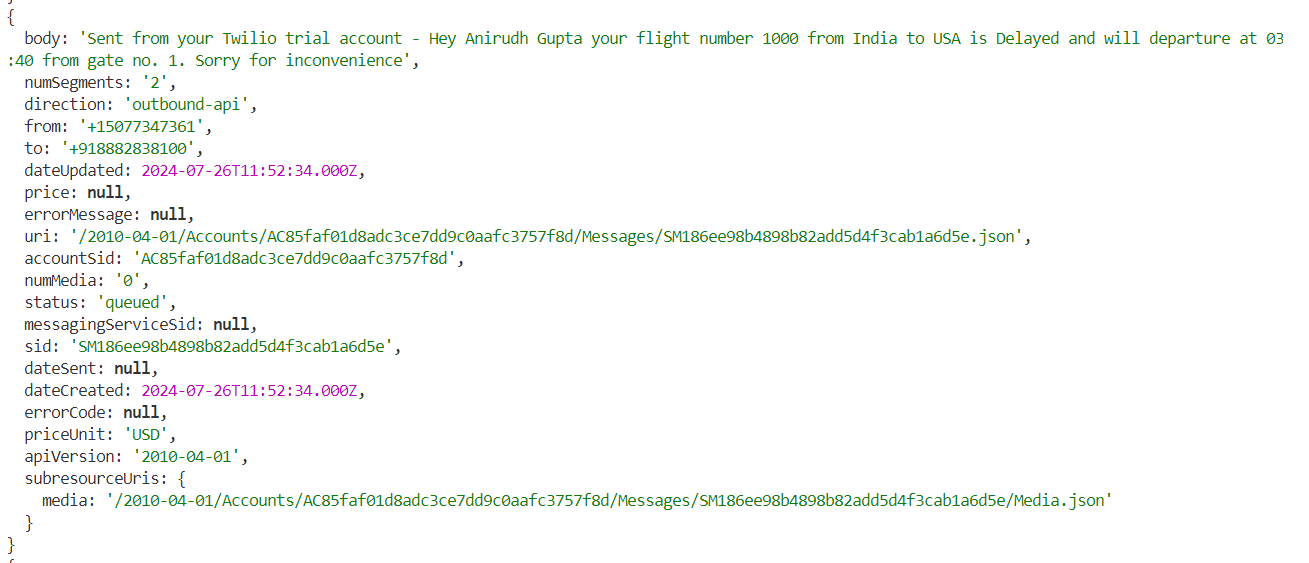 {
body: 'Sent from your Twilio trial account - Hey Anirudh Gupta your flight number 1000 from India to USA is Delayed and will departure at 03
:40 from gate no. 1. Sorry for inconvenience',
numSegments: '2',
direction: 'outbound-api',
from: '+15077347361',
to: '+918882838100',
dateUpdated: 2024-07-26T11:52:34.000Z,
price: null,
errorMessage: null,
uri: '/2010-04-01/Accounts/AC85faf01d8adc3ce7dd9c0aafc3757f8d/Messages/SM186ee98b4898b82add5d4f3cab1a6d5e.json',
accountSid: 'AC85faf01d8adc3ce7dd9c0aafc3757f8d',
numMedia: '0',
status: 'queued',
messagingServiceSid: null,
sid: 'SM186ee98b4898b82add5d4f3cab1a6d5e',
dateSent: null,
dateCreated: 2024-07-26T11:52:34.000Z,
errorCode: null,
priceUnit: 'USD',
apiVersion: '2010-04-01',
subresourceUris: {
media: '/2010-04-01/Accounts/AC85faf01d8adc3ce7dd9c0aafc3757f8d/Messages/SM186ee98b4898b82add5d4f3cab1a6d5e/Media.json'
}
}